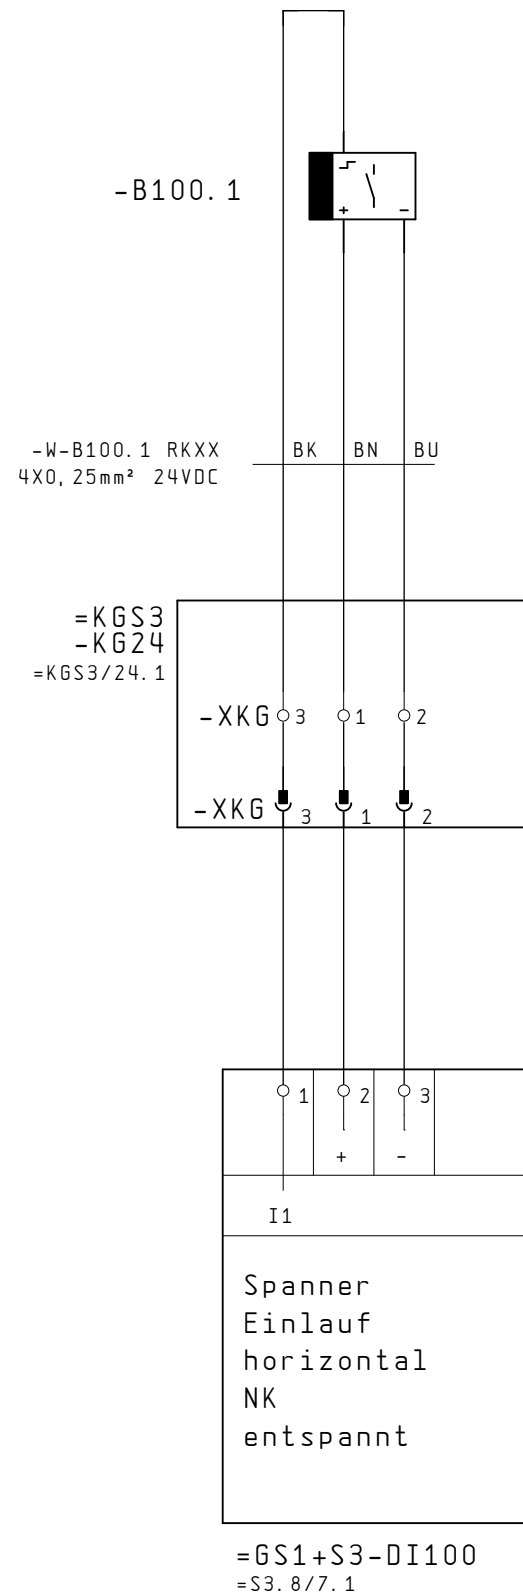 -B100.1
+ -
-W-B100.1 RKXX BK BN BU
4X0,25mm² 24VDC
=KGS3
-KG24
=KGS3/24.1
-XKG 3 1 2
-XKG 3 1 2
1 2 3
+ -
I1
Spanner
Einlauf
horizontal
NK
entspannt
=GS1+S3-DI100
=S3.8/7.1